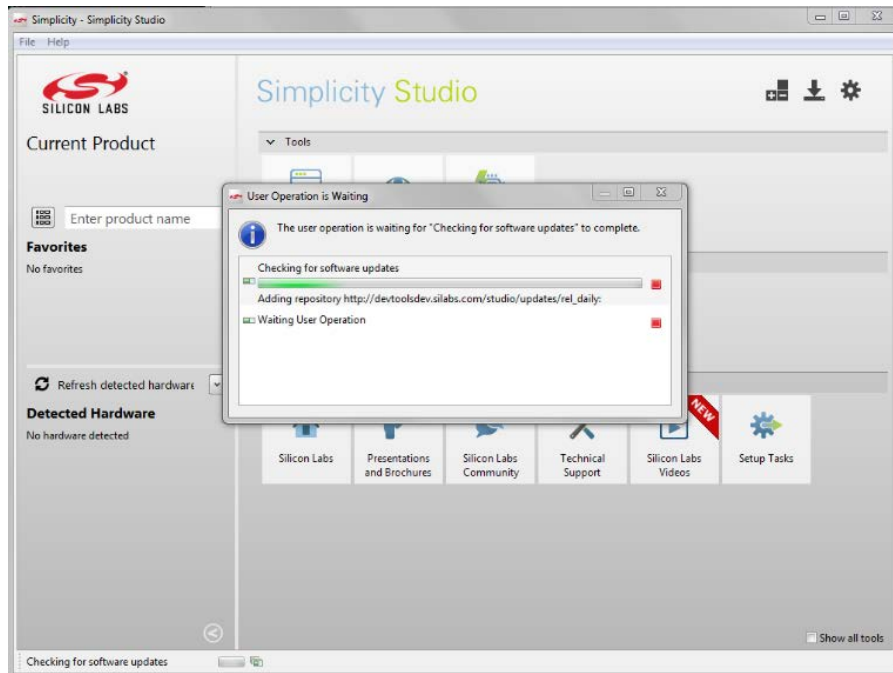 Simplicity - Simplicity Studio
File Help
SILICON LABS
Simplicity Studio
Current Product
Tools
Enter product name
Favorites
No favorites
User Operation is Waiting
The user operation is waiting for "Checking for software updates" to complete.
Checking for software updates
Adding repository http://devtoolsdev.silabs.com/studio/updates/rel_daily:
Waiting User Operation
Refresh detected hardware
Detected Hardware
No hardware detected
NEW
Silicon Labs
Presentations
and Brochures
Silicon Labs
Community
Technical
Support
Silicon Labs
Videos
Setup Tasks
Show all tools
Checking for software updates